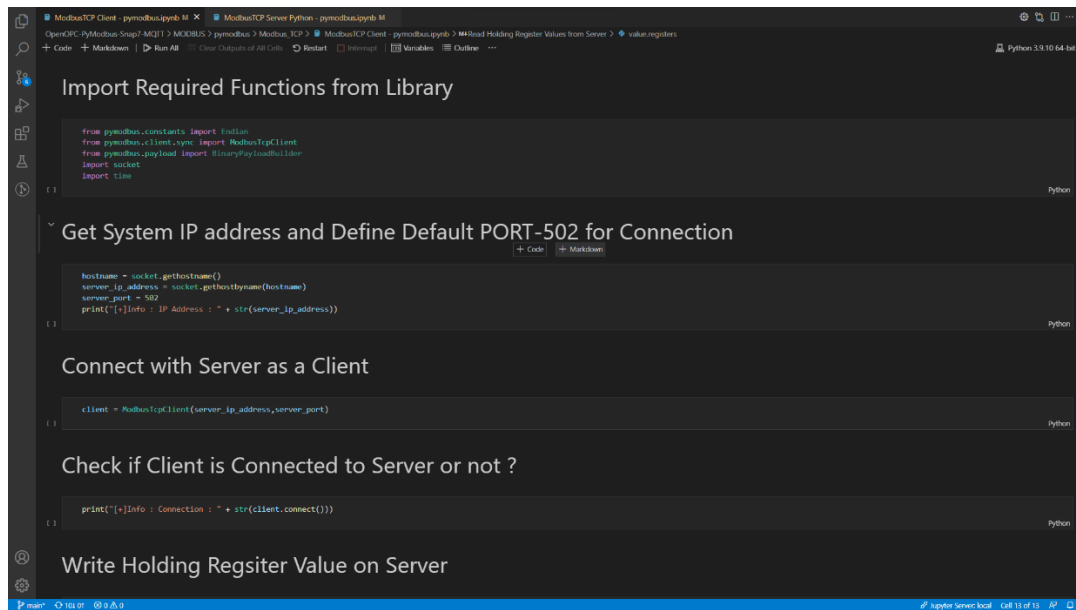 ModbusTCP Client - pymodbus.ipynb M ModbusTCP Server Python - pymodbus.ipynb M
OpenOPC-PyModbus-Snap7-MQTT > MODBUS > pymodbus > Modbus_TCP > ModbusTCP Client - pymodbus.ipynb > M↓Read Holding Register Values from Server > value.registers
+ Code + Markdown | Run All Clear Outputs of All Cells Restart Interrupt | Variables Outline ...
Python 3.9.10 64-bit
Import Required Functions from Library
from pymodbus.constants import Endian
from pymodbus.client.sync import ModbusTcpClient
from pymodbus.payload import BinaryPayloadBuilder
import socket
import time
[ ]
Python
Get System IP address and Define Default PORT-502 for Connection
+ Code + Markdown
hostname = socket.gethostname()
server_ip_address = socket.gethostbyname(hostname)
server_port = 502
print("[+]Info : IP Address : " + str(server_ip_address))
[ ]
Python
Connect with Server as a Client
client = ModbusTcpClient(server_ip_address,server_port)
[ ]
Python
Check if Client is Connected to Server or not ?
print("[+]Info : Connection : " + str(client.connect()))
[ ]
Python
Write Holding Regsiter Value on Server
main* 0 0 Jupyter Server: local Cell 13 of 13